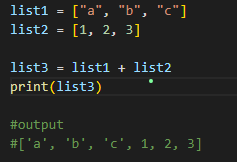 list1 = ["a", "b", "c"]
list2 = [1, 2, 3]
list3 = list1 + list2
print(list3)
#output
#['a', 'b', 'c', 1, 2, 3]